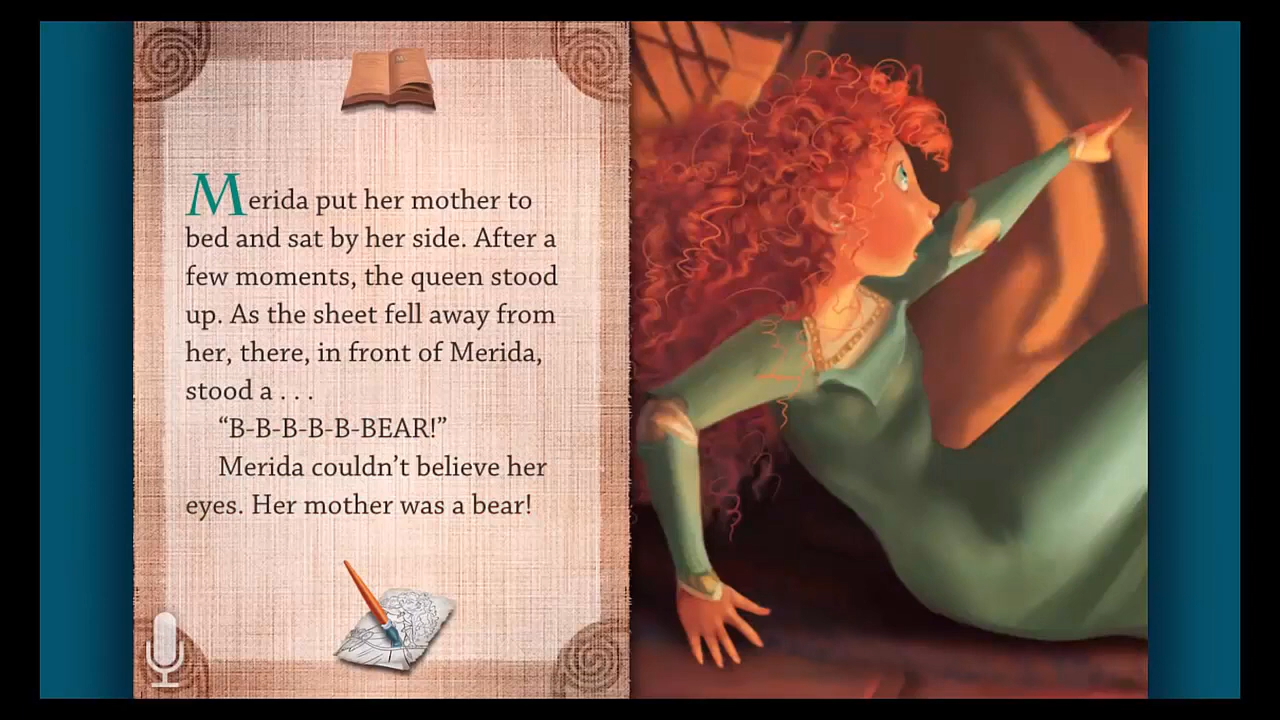 Merida put her mother to
bed and sat by her side. After a
few moments, the queen stood
up. As the sheet fell away from
her, there, in front of Merida,
stood a . . .
“B-B-B-B-B-BEAR!”
Merida couldn’t believe her
eyes. Her mother was a bear!